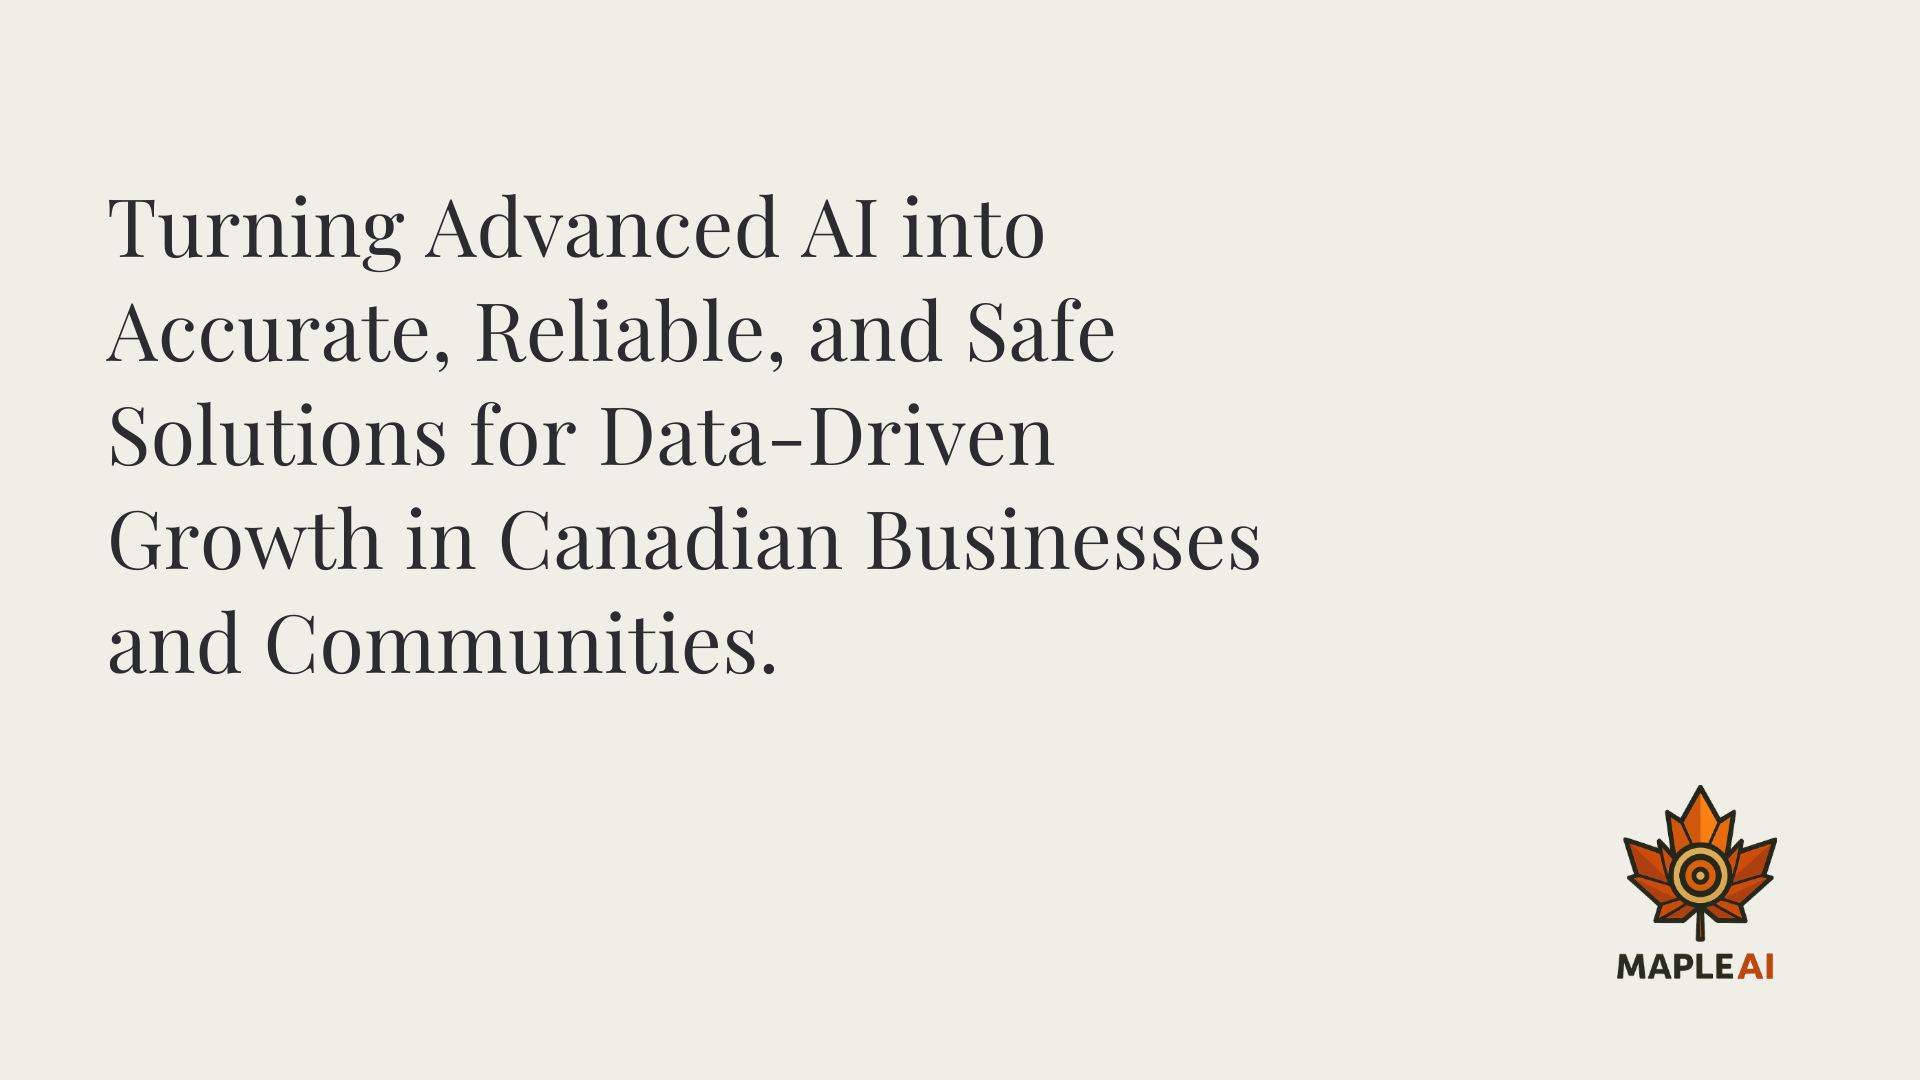 Turning Advanced AI into
Accurate, Reliable, and Safe
Solutions for Data-Driven
Growth in Canadian Businesses
and Communities.
MAPLE AI